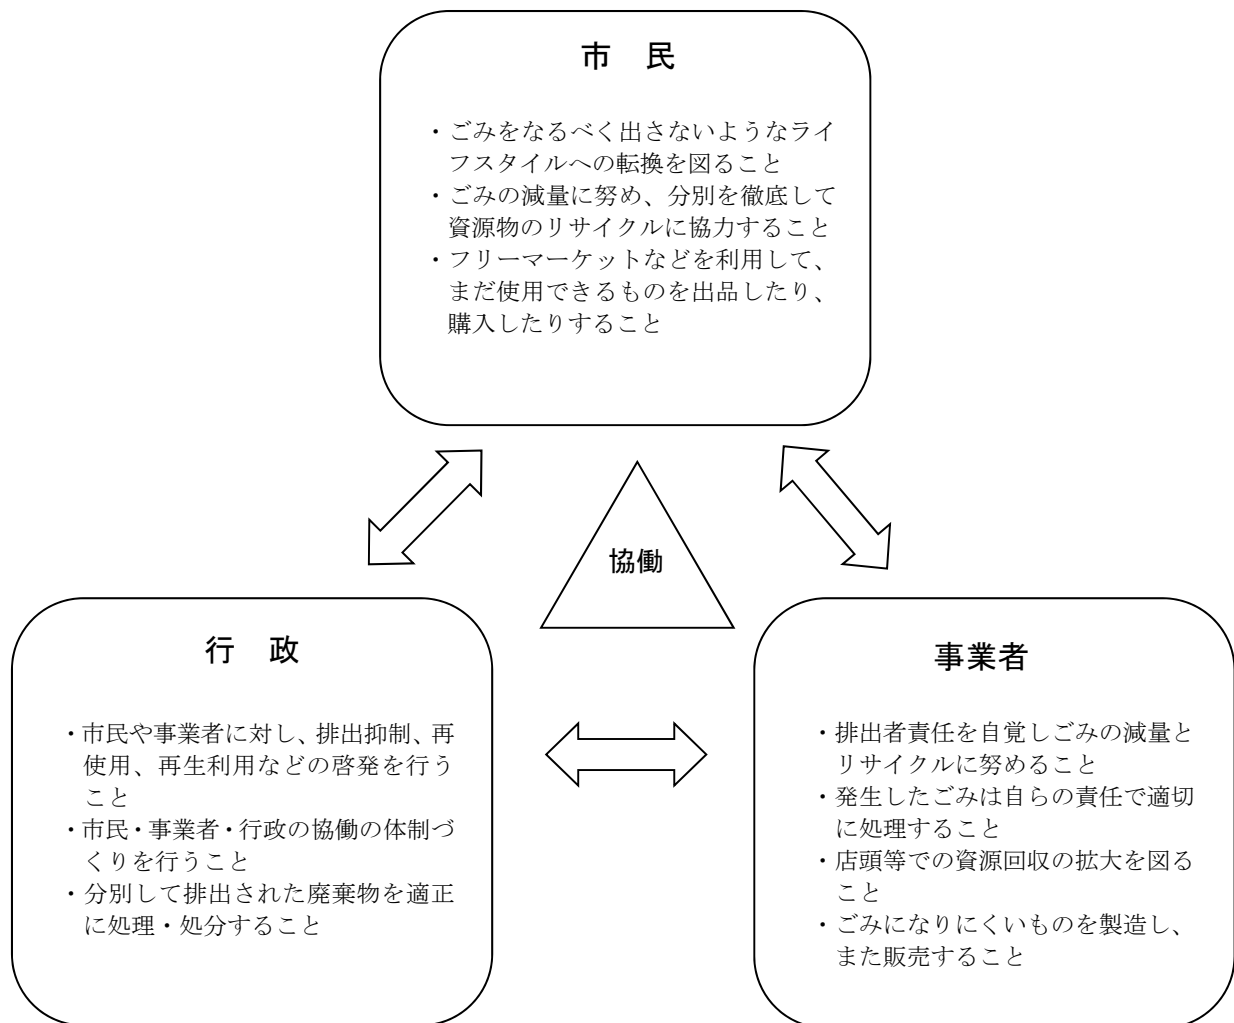 市　民
・ごみをなるべく出さないようなライ
フスタイルへの転換を図ること
・ごみの減量に努め、分別を徹底して
資源物のリサイクルに協力すること
・フリーマーケットなどを利用して、
まだ使用できるものを出品したり、
購入したりすること
協働
行　政
・市民や事業者に対し、排出抑制、再
使用、再生利用などの啓発を行う
こと
・市民・事業者・行政の協働の体制づ
くりを行うこと
・分別して排出された廃棄物を適正
に処理・処分すること
事業者
・排出者責任を自覚しごみの減量と
リサイクルに努めること
・発生したごみは自らの責任で適切
に処理すること
・店頭等での資源回収の拡大を図る
こと
・ごみになりにくいものを製造し、
また販売すること